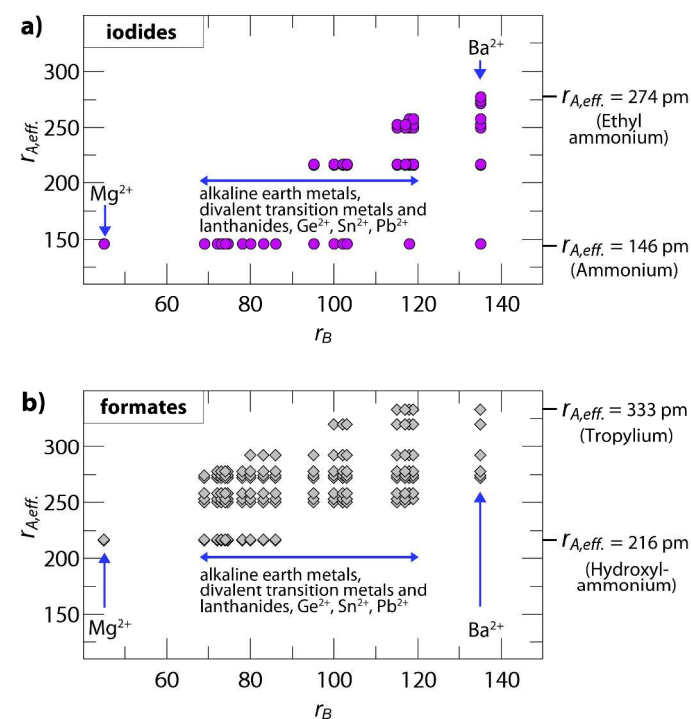 a)
iodides
Ba²⁺
300
rA,eff. = 274 pm
(Ethyl
ammonium)
250
rA,eff.
200
Mg²⁺
alkaline earth metals,
divalent transition metals and
lanthanides, Ge²⁺, Sn²⁺, Pb²⁺
150
rA,eff. = 146 pm
(Ammonium)
60 80 100 120 140
rB
b)
formates
rA,eff. = 333 pm
(Tropylium)
300
250
rA,eff.
200
rA,eff. = 216 pm
(Hydroxyl-
ammonium)
alkaline earth metals,
divalent transition metals and
lanthanides, Ge²⁺, Sn²⁺, Pb²⁺
150
Mg²⁺
Ba²⁺
60 80 100 120 140
rB